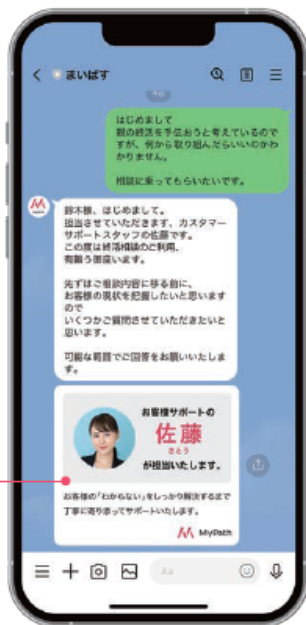 まいぱす
今日
はじめまして
親の終活を手伝おうと考えているので
すが、何から取り組んだらいいのかわ
かりません。
相談に乗ってもらいたいです。
鈴木様、はじめまして。
担当させていただきます、カスタマー
サポートスタッフの佐藤です。
この度は終活相談のご利用、
有難う御座います。
先ずはご相談内容に移る前に、
お客様の現状を把握したいと思います
ので
いくつかご質問させていただきたいと
思います。
可能な範囲でご回答をお願いいたしま
す。
お客様サポートの
佐藤
さとう
が担当いたします。
お客様の「わからない」をしっかり解決するまで
丁寧に寄り添ってサポートいたします。
MyPath
Aa